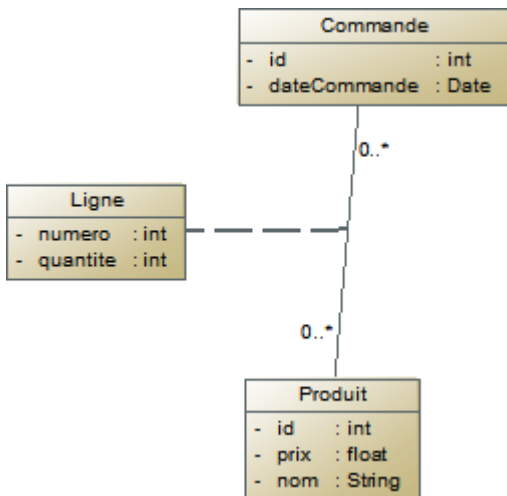 Commande
- id : int
- dateCommande : Date
0..*
Ligne
- numero : int
- quantite : int
0..*
Produit
- id : int
- prix : float
- nom : String